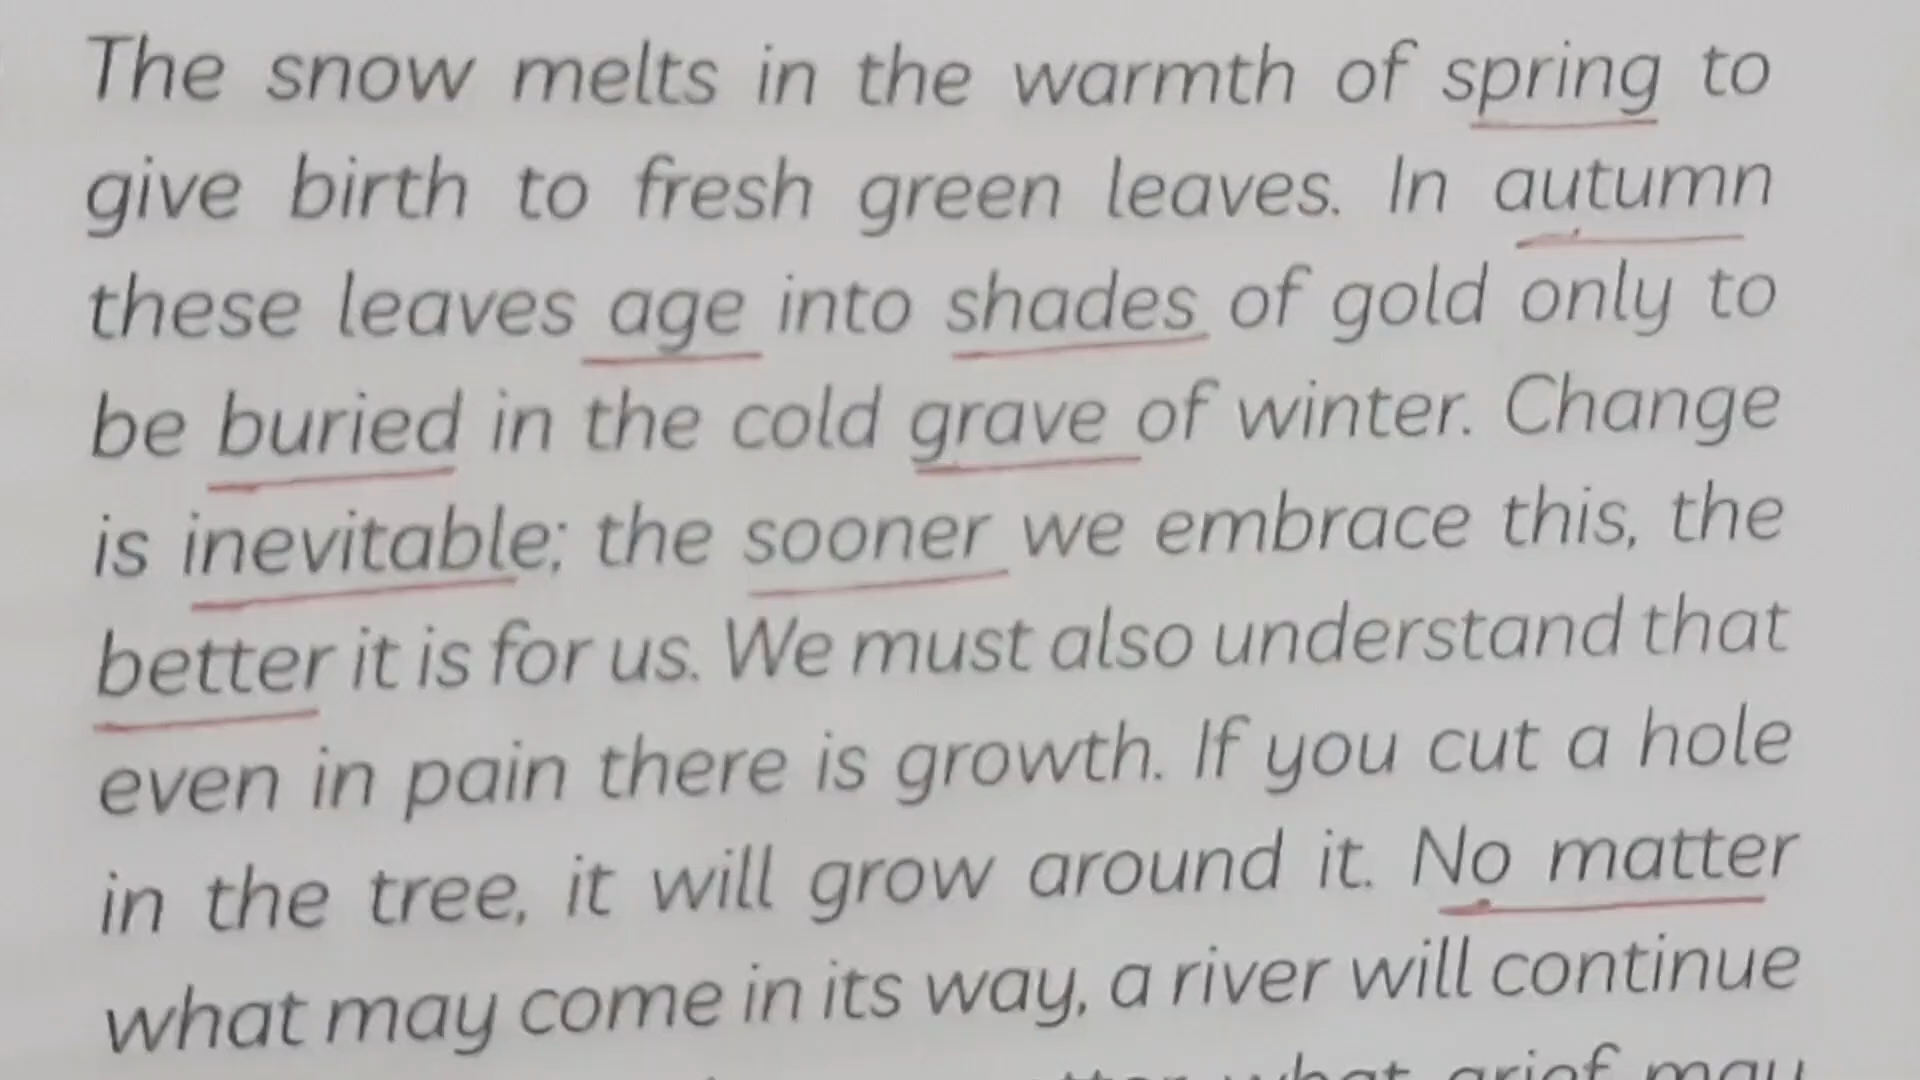 The snow melts in the warmth of spring to
give birth to fresh green leaves. In autumn
these leaves age into shades of gold only to
be buried in the cold grave of winter. Change
is inevitable; the sooner we embrace this, the
better it is for us. We must also understand that
even in pain there is growth. If you cut a hole
in the tree, it will grow around it. No matter
what may come in its way, a river will continue
what grief may